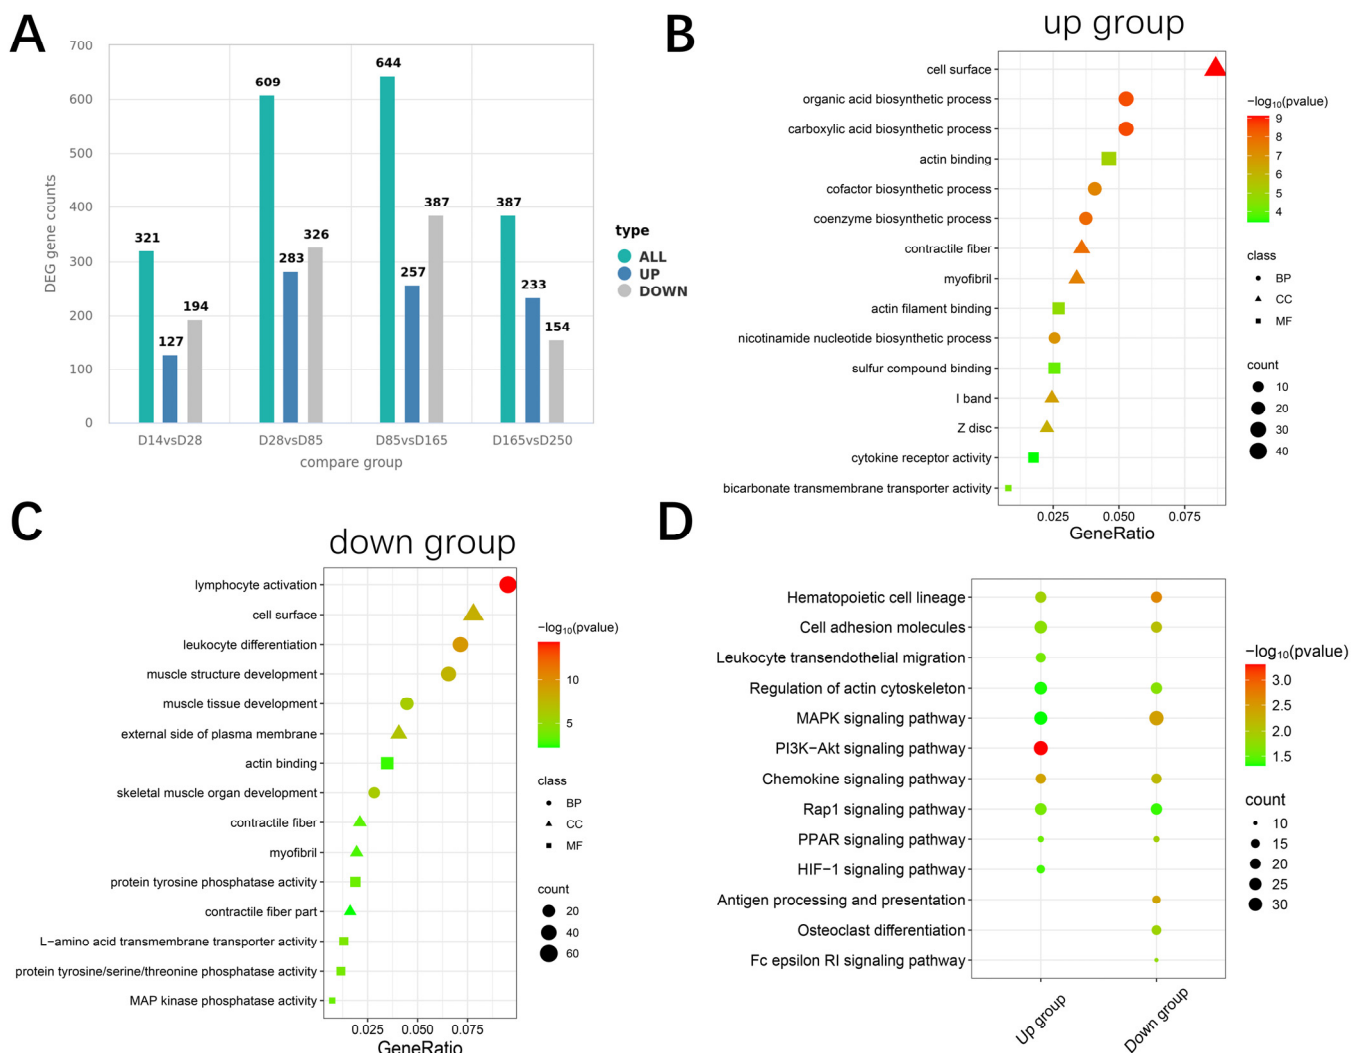 A
700
600
500
400
300
200
100
0
321
127
194
609
283
326
644
257
387
387
233
154
D14vsD28
D28vsD85
D85vsD165
D165vsD250
compare group
DEG gene counts
type
ALL
UP
DOWN
B
up group
cell surface
organic acid biosynthetic process
carboxylic acid biosynthetic process
actin binding
cofactor biosynthetic process
coenzyme biosynthetic process
contractile fiber
myofibril
actin filament binding
nicotinamide nucleotide biosynthetic process
sulfur compound binding
I band
Z disc
cytokine receptor activity
bicarbonate transmembrane transporter activity
0.025
0.050
0.075
GeneRatio
−log10(pvalue)
9
8
7
6
5
4
class
BP
CC
MF
count
10
20
30
40
C
down group
lymphocyte activation
cell surface
leukocyte differentiation
muscle structure development
muscle tissue development
external side of plasma membrane
actin binding
skeletal muscle organ development
contractile fiber
myofibril
protein tyrosine phosphatase activity
contractile fiber part
L−amino acid transmembrane transporter activity
protein tyrosine/serine/threonine phosphatase activity
MAP kinase phosphatase activity
0.025
0.050
0.075
GeneRatio
−log10(pvalue)
10
5
class
BP
CC
MF
count
20
40
60
D
Hematopoietic cell lineage
Cell adhesion molecules
Leukocyte transendothelial migration
Regulation of actin cytoskeleton
MAPK signaling pathway
PI3K−Akt signaling pathway
Chemokine signaling pathway
Rap1 signaling pathway
PPAR signaling pathway
HIF−1 signaling pathway
Antigen processing and presentation
Osteoclast differentiation
Fc epsilon RI signaling pathway
Up group
Down group
−log10(pvalue)
3.0
2.5
2.0
1.5
count
10
15
20
25
30